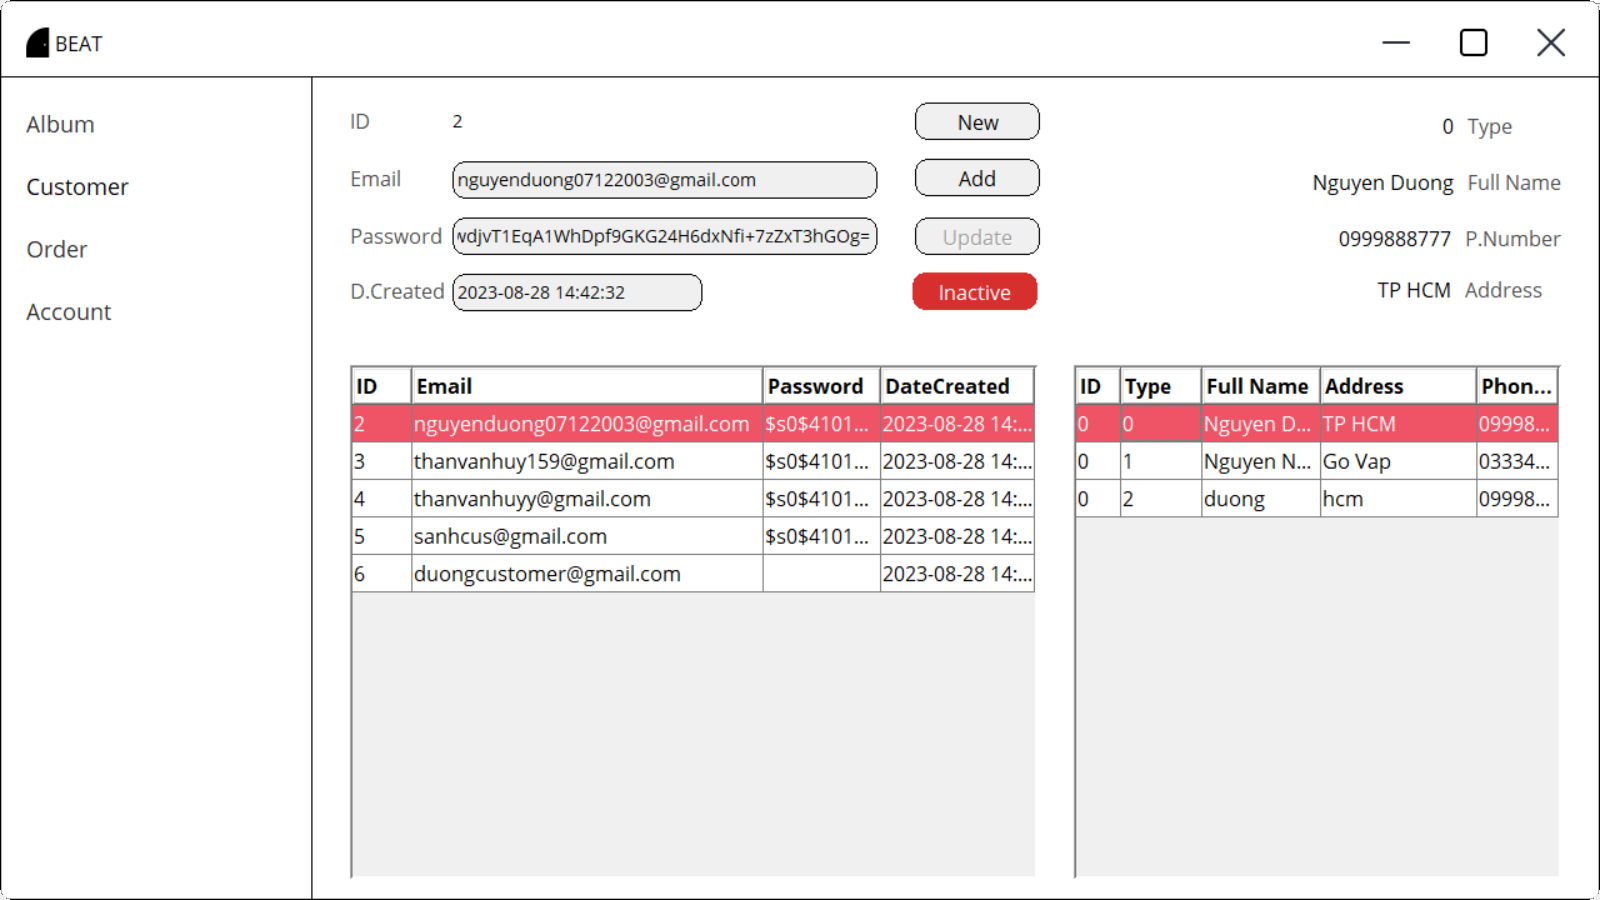 BEAT
Album
Customer
Order
Account
ID 2
Email nguyenduong07122003@gmail.com
Password vdjvT1EqA1WhDpf9GKG24H6dxNfi+7zZxT3hGOg=
D.Created 2023-08-28 14:42:32
New
Add
Update
Inactive
0 Type
Nguyen Duong Full Name
0999888777 P.Number
TP HCM Address
ID Email Password DateCreated
2 nguyenduong07122003@gmail.com $s0$4101... 2023-08-28 14:...
3 thanvanhuy159@gmail.com $s0$4101... 2023-08-28 14:...
4 thanvanhuyy@gmail.com $s0$4101... 2023-08-28 14:...
5 sanhcus@gmail.com $s0$4101... 2023-08-28 14:...
6 duongcustomer@gmail.com 2023-08-28 14:...
ID Type Full Name Address Phon...
0 0 Nguyen D... TP HCM 09998...
0 1 Nguyen N... Go Vap 03334...
0 2 duong hcm 09998...